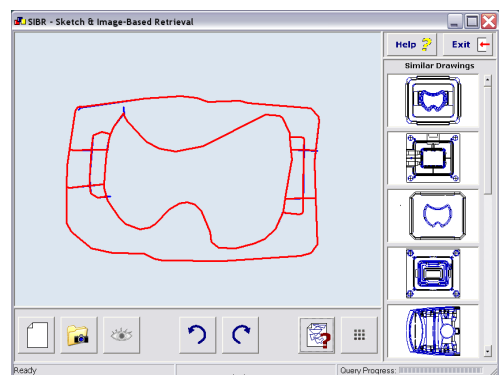 SIBR - Sketch & Image-Based Retrieval
Help
Exit
Similar Drawings
Ready
Query Progress: